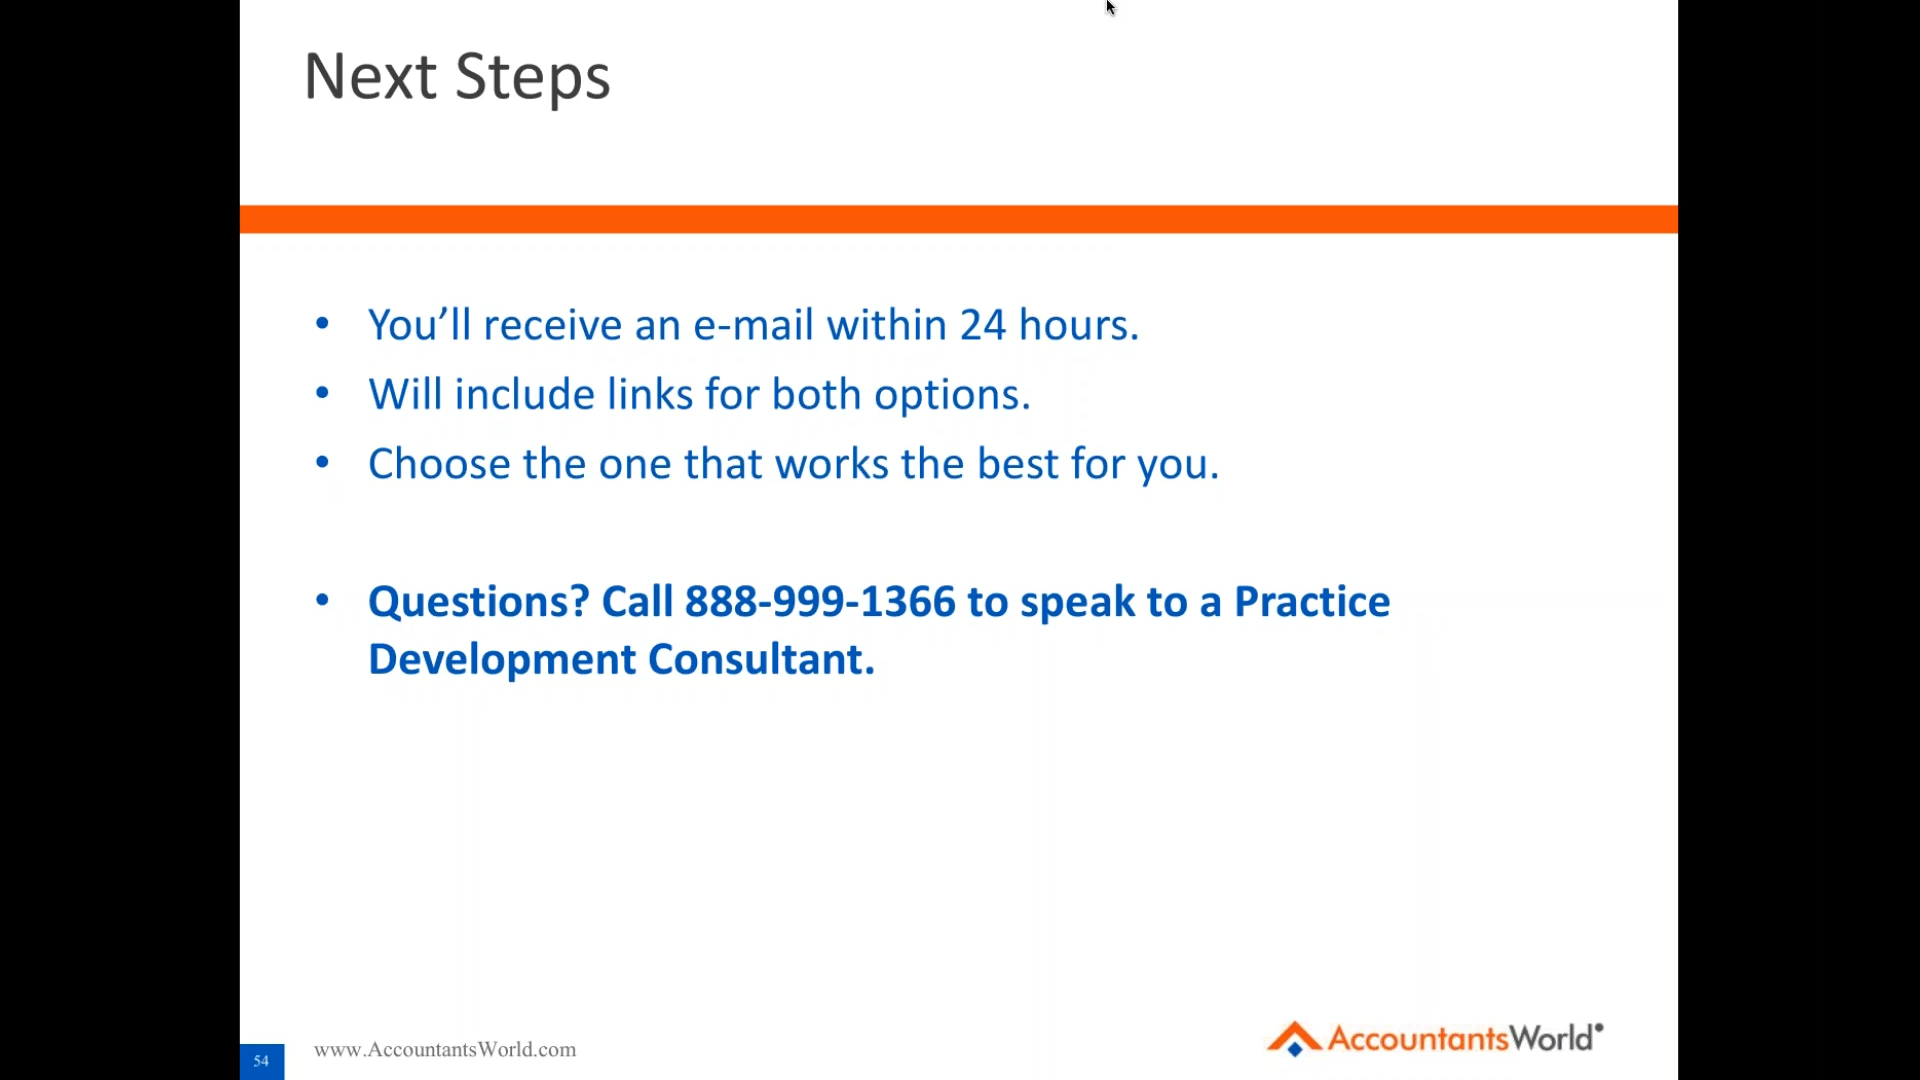 Next Steps
• You’ll receive an e-mail within 24 hours.
• Will include links for both options.
• Choose the one that works the best for you.
• Questions? Call 888-999-1366 to speak to a Practice
Development Consultant.
54
www.AccountantsWorld.com
AccountantsWorld